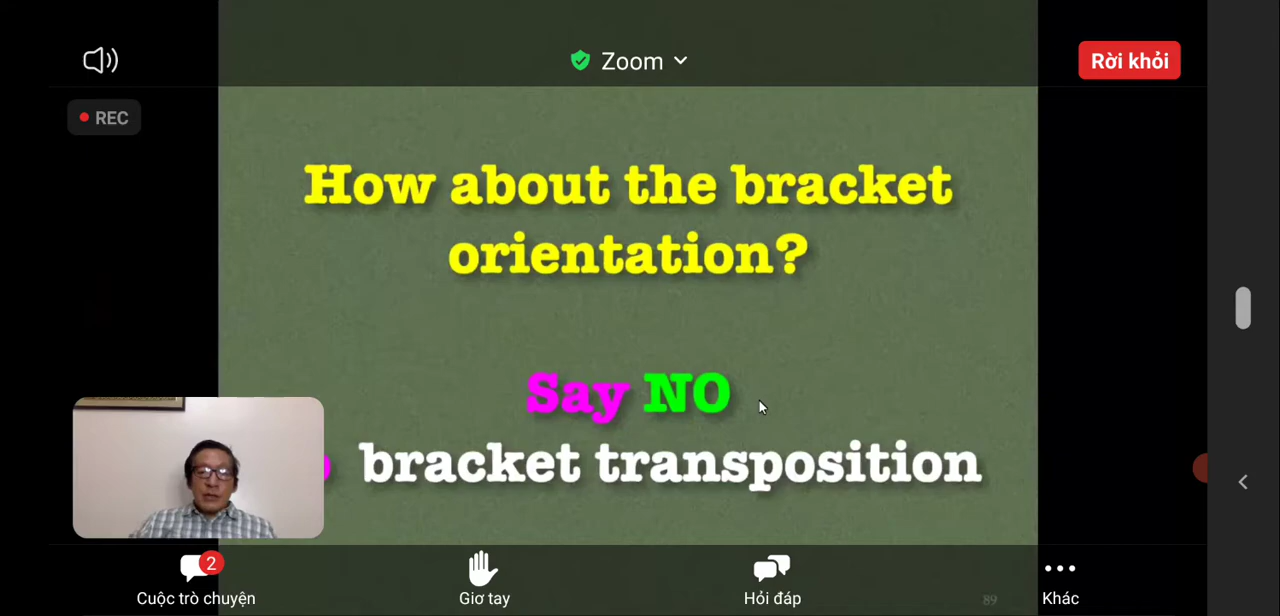 Zoom
Rời khỏi
REC
How about the bracket
orientation?
Say NO
bracket transposition
2
Cuộc trò chuyện
Giơ tay
Hỏi đáp
89
Khác